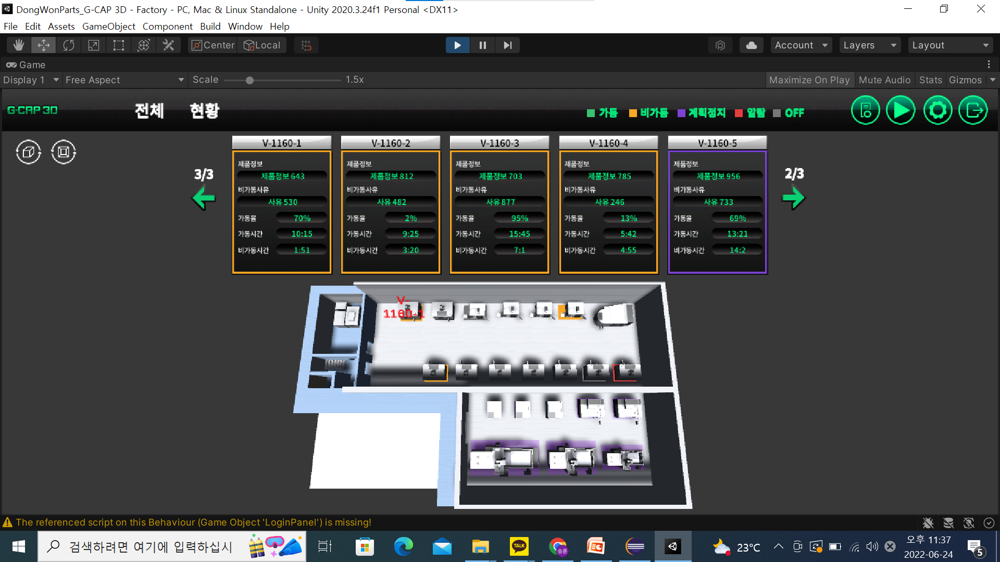 DongWonParts_G-CAP 3D - Factory - PC, Mac & Linux Standalone - Unity 2020.3.24f1 Personal <DX11>
File Edit Assets GameObject Component Build Window Help
Center Local Account Layers Layout
Game
Display 1 Free Aspect Scale 1.5x Maximize On Play Mute Audio Stats Gizmos
G-CAP 3D 전체 현황 가동 비가동 계획정지 알람 OFF
V-1160-1 V-1160-2 V-1160-3 V-1160-4 V-1160-5
제품정보 제품정보 제품정보 제품정보 제품정보
3/3 제품정보 643 제품정보 812 제품정보 703 제품정보 785 제품정보 956 2/3
비가동사유 비가동사유 비가동사유 비가동사유 비가동사유
사유 530 사유 482 사유 877 사유 246 사유 733
가동율 70% 가동율 2% 가동율 95% 가동율 13% 가동율 69%
가동시간 10:15 가동시간 9:25 가동시간 15:45 가동시간 5:42 가동시간 13:21
비가동시간 1:51 비가동시간 3:20 비가동시간 7:1 비가동시간 4:55 비가동시간 14:2
V-
1160-1
The referenced script on this Behaviour (Game Object 'LoginPanel') is missing!
검색하려면 여기에 입력하십시
TALK
승훈
23°C
오후 11:37
2022-06-24
5